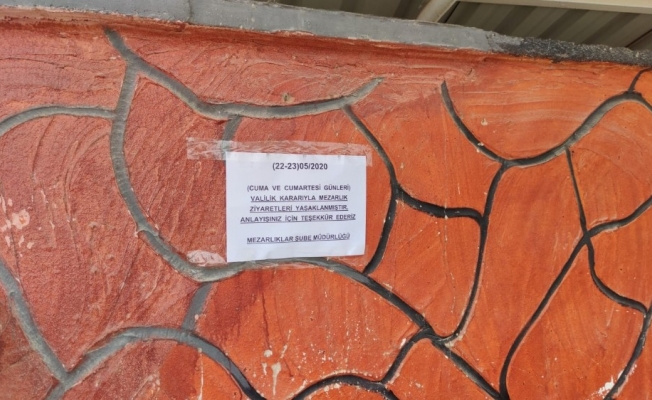 (22-23)05/2020
(CUMA VE CUMARTESİ GÜNLERİ)
VALİLİK KARARIYLA MEZARLIK
ZİYARETLERİ YASAKLANMIŞTIR.
ANLAYIŞINIZ İÇİN TEŞEKKÜR EDERİZ
MEZARLIKLAR ŞUBE MÜDÜRLÜĞÜ